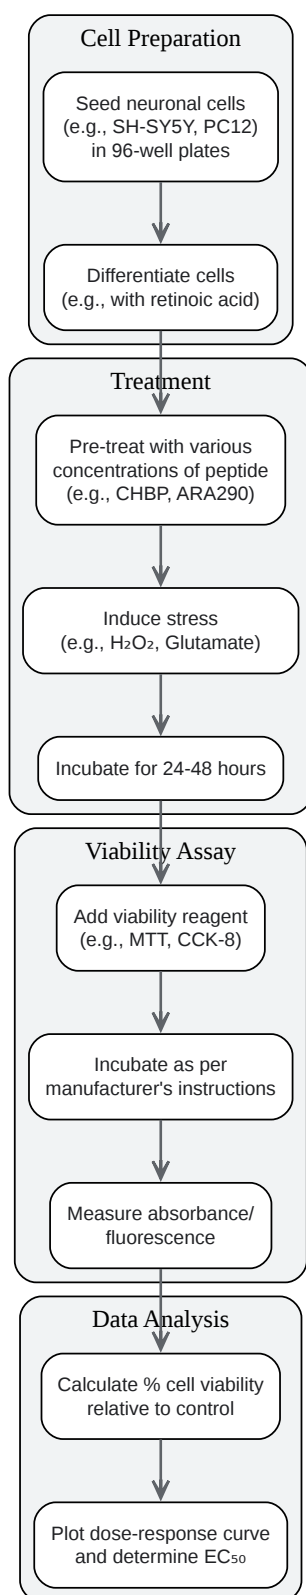 Cell Preparation
Seed neuronal cells
(e.g., SH-SY5Y, PC12)
in 96-well plates
Differentiate cells
(e.g., with retinoic acid)
Treatment
Pre-treat with various
concentrations of peptide
(e.g., CHBP, ARA290)
Induce stress
(e.g., H₂O₂, Glutamate)
Incubate for 24-48 hours
Viability Assay
Add viability reagent
(e.g., MTT, CCK-8)
Incubate as per
manufacturer's instructions
Measure absorbance/
fluorescence
Data Analysis
Calculate % cell viability
relative to control
Plot dose-response curve
and determine EC₅₀